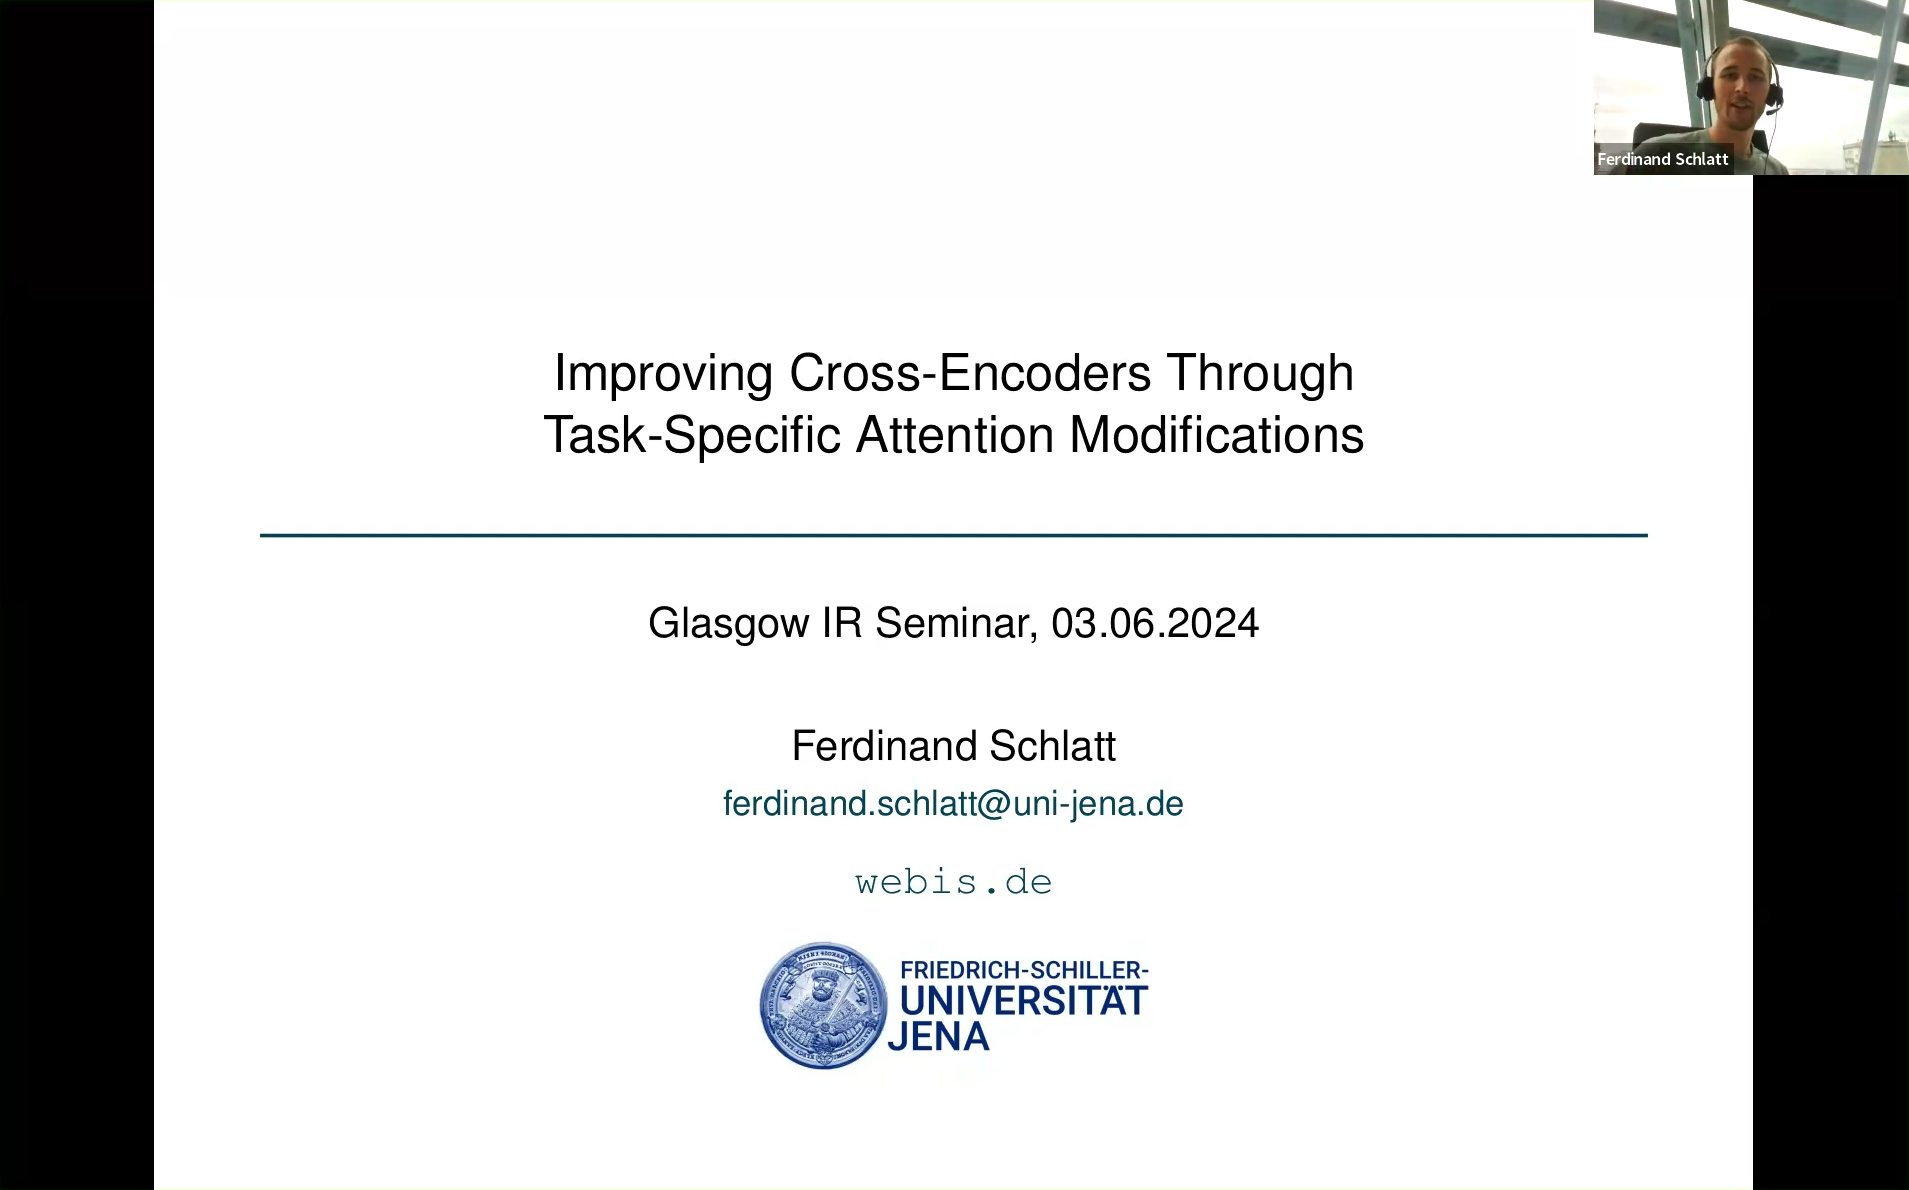 Ferdinand Schlatt
Improving Cross-Encoders Through
Task-Specific Attention Modifications
Glasgow IR Seminar, 03.06.2024
Ferdinand Schlatt
ferdinand.schlatt@uni-jena.de
webis.de
FRIEDRICH-SCHILLER-
UNIVERSITÄT
JENA